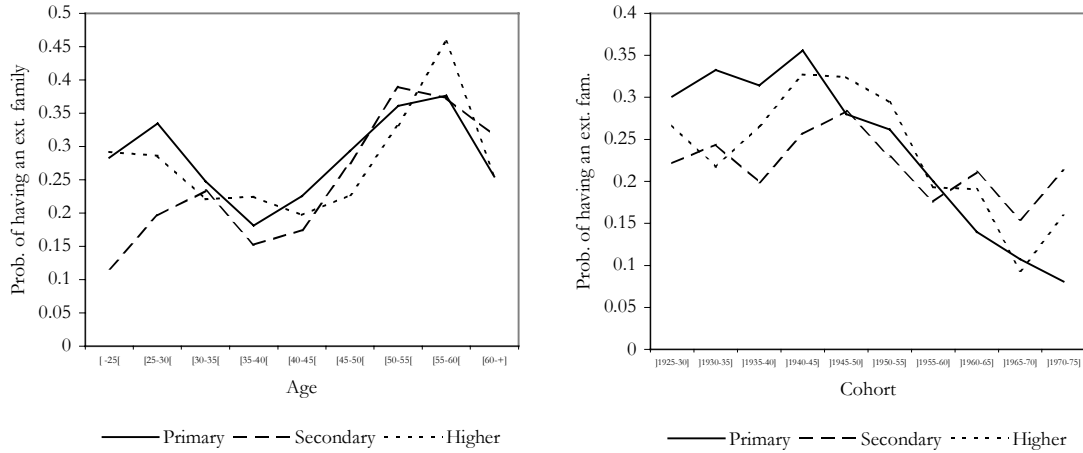 Prob. of having an ext. family
0.5
0.45
0.4
0.35
0.3
0.25
0.2
0.15
0.1
0.05
0
[ -25[ [25-30[ [30-35[ [35-40[ [40-45[ [45-50[ [50-55[ [55-60[ [60-+]
Age
Primary Secondary Higher
Prob. of having an ext. fam.
0.4
0.35
0.3
0.25
0.2
0.15
0.1
0.05
0
]1925-30] ]1930-35] ]1935-40] ]1940-45] ]1945-50] ]1950-55] ]1955-60] ]1960-65] ]1965-70] ]1970-75]
Cohort
Primary Secondary Higher